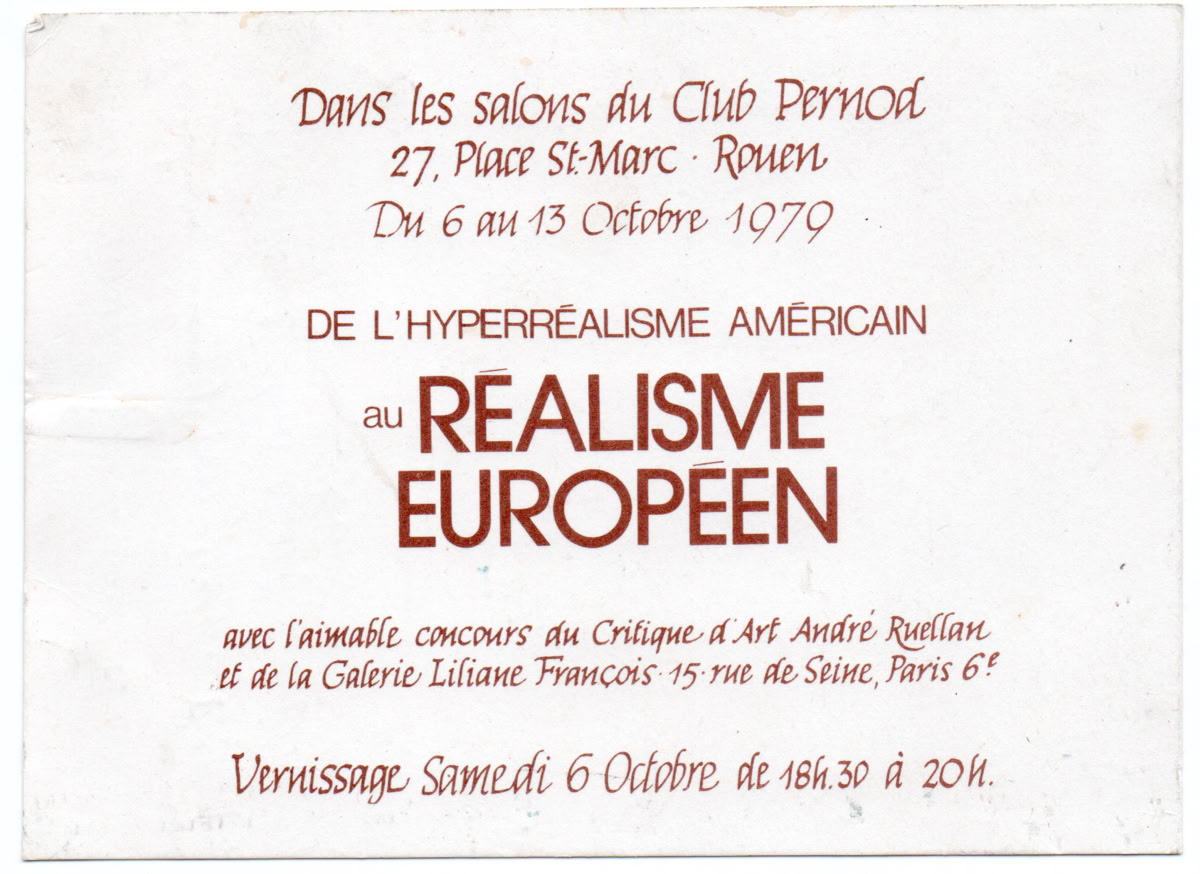 Dans les salons du Club Pernod
27, Place St-Marc · Rouen
Du 6 au 13 Octobre 1979
DE L'HYPERRÉALISME AMÉRICAIN
au RÉALISME
EUROPÉEN
avec l'aimable concours du Critique d'Art André Ruellan
et de la Galerie Liliane François · 15 · rue de Seine, Paris 6e
Vernissage Samedi 6 Octobre de 18h.30 à 20h.